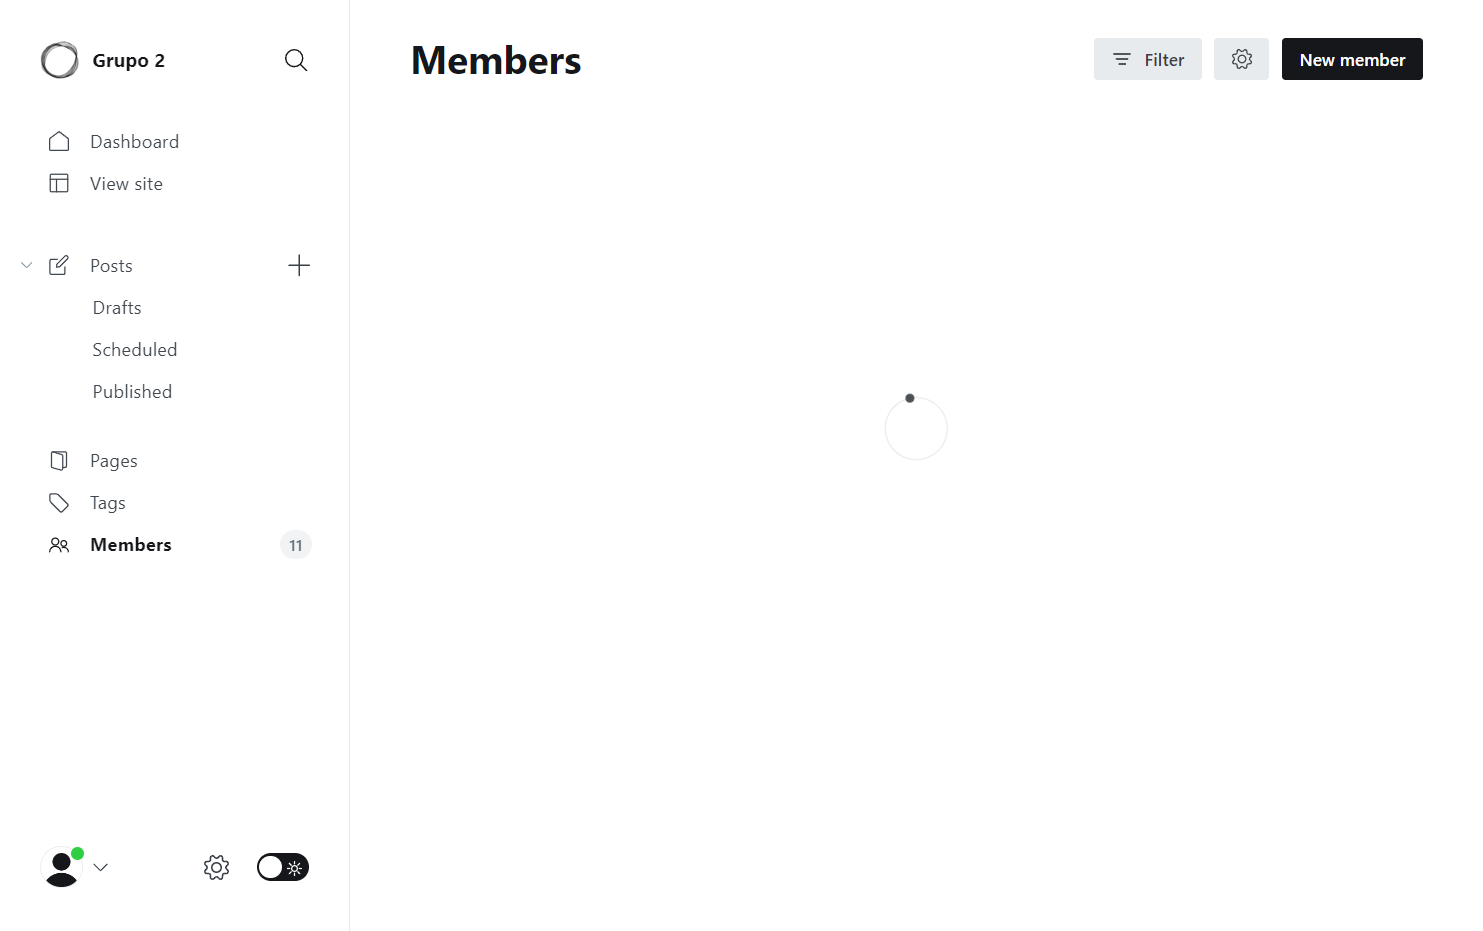 Grupo 2
Dashboard
View site
Posts
Drafts
Scheduled
Published
Pages
Tags
Members
11
Members
Filter
New member